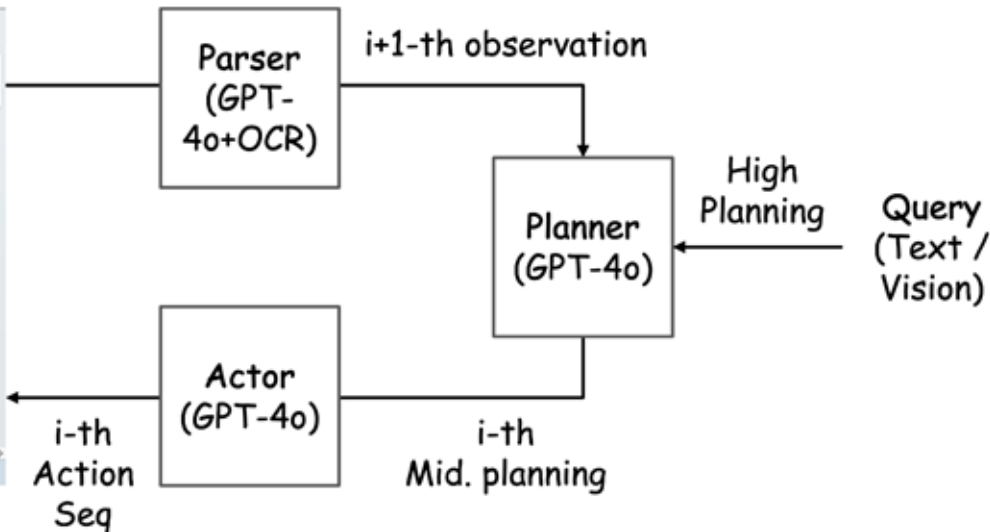 Parser
(GPT-
4o+OCR)
i+1-th observation
Planner
(GPT-4o)
High
Planning
Query
(Text /
Vision)
Actor
(GPT-4o)
i-th
Action
Seq
i-th
Mid. planning